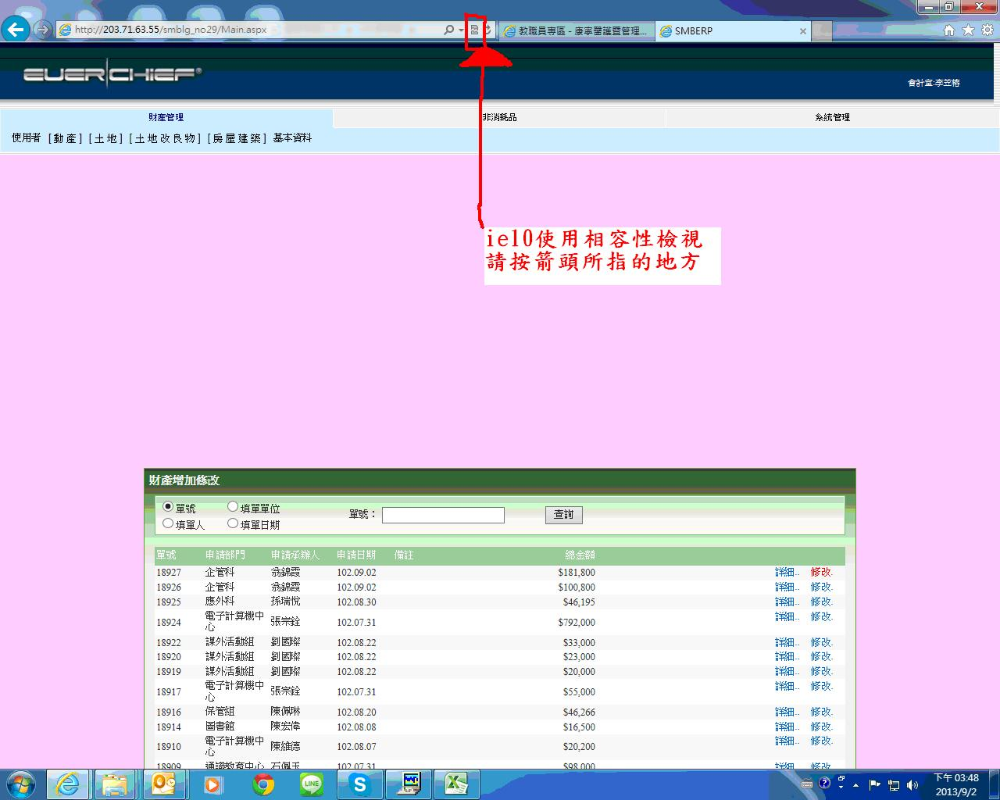 http://203.71.63.55/smblg_no29/Main.aspx
教職員專區 - 康寧醫護暨管理...
SMBERP
EVERCHIEF®
會計室:李苙椿
財產管理
非消耗品
系統管理
使用者 [動產] [土地] [土地改良物] [房屋建築] 基本資料
ie10使用相容性檢視
請按箭頭所指的地方
財產增加修改
單號 填單單位
填單人 填單日期
單號：
查詢
單號 申請部門 申請承辦人 申請日期 備註 總金額
18927 企管科 翁錦霞 102.09.02 $181,800 詳細.. 修改.
18926 企管科 翁錦霞 102.09.02 $100,800 詳細.. 修改.
18925 應外科 孫瑞悅 102.08.30 $46,195 詳細.. 修改.
18924 電子計算機中心 張宗銓 102.07.31 $792,000 詳細.. 修改.
18922 課外活動組 劉國燦 102.08.22 $33,000 詳細.. 修改.
18920 課外活動組 劉國燦 102.08.22 $23,000 詳細.. 修改.
18919 課外活動組 劉國燦 102.08.22 $20,000 詳細.. 修改.
18917 電子計算機中心 張宗銓 102.07.31 $55,000 詳細.. 修改.
18916 保管組 陳佩琳 102.08.20 $46,266 詳細.. 修改.
18914 圖書館 陳宏偉 102.08.08 $16,500 詳細.. 修改.
18910 電子計算機中心 陳維德 102.08.07 $20,200 詳細.. 修改.
18909 通識教育中心 石佩玉 102.07.31 $98,000 詳細.. 修改.
LINE
下午 03:48
2013/9/2